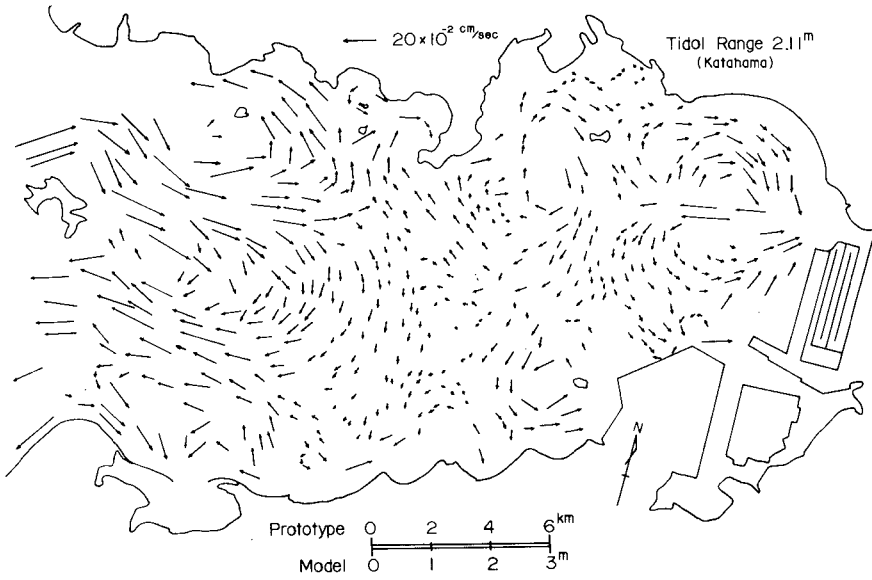 20×10⁻² cm/sec
Tidol Range 2.11ᵐ
(Katahama)
N
Prototype 0 2 4 6 km
Model 0 1 2 3 m